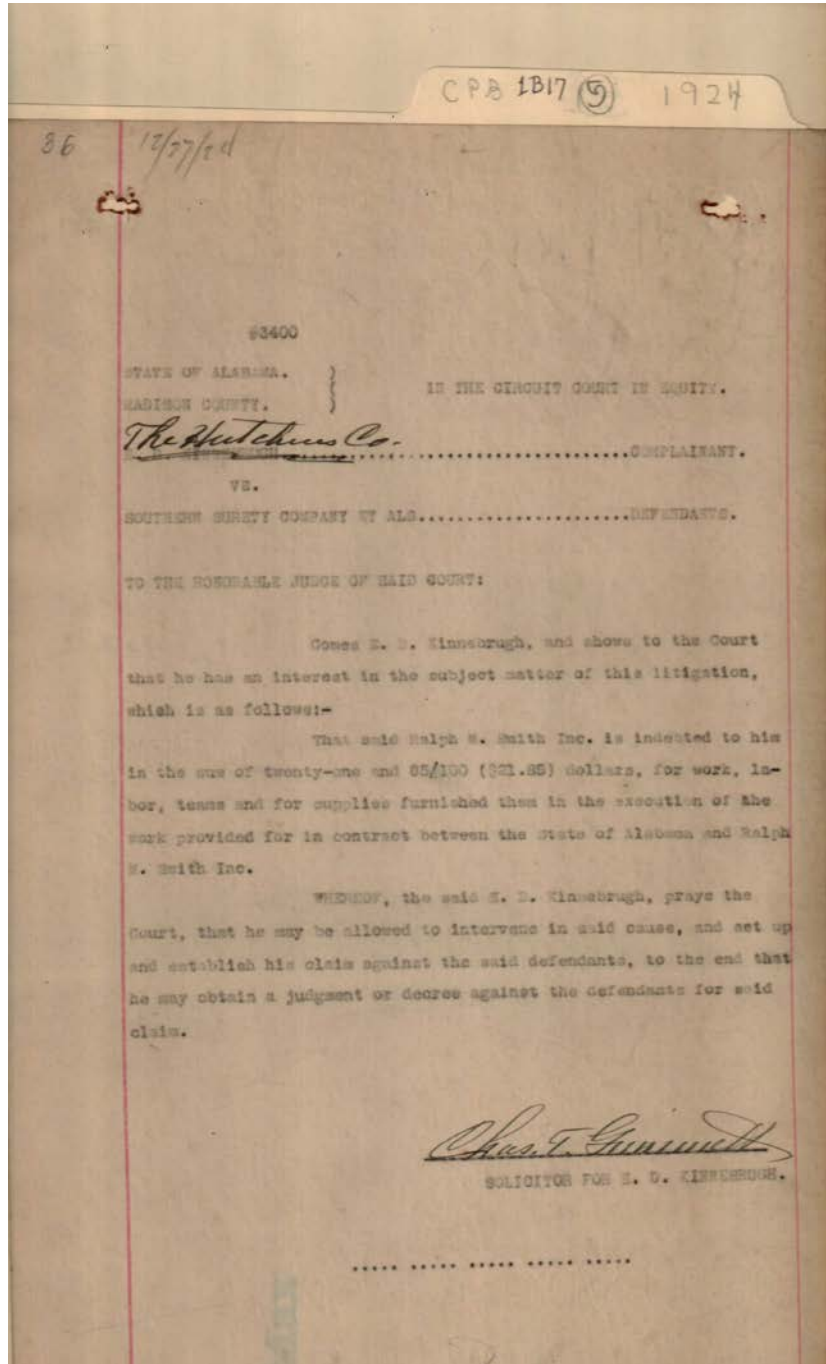 CPB 1B17 (5) 1924
36 12/27/24
#3400
STATE OF ALABAMA. )
IN THE CIRCUIT COURT IN EQUITY.
MADISON COUNTY. )
The Hutchens Co. ..............................COMPLAINANT.
VS.
SOUTHERN SURETY COMPANY ET ALS......................DEFENDANTS.
TO THE HONORABLE JUDGE OF SAID COURT:
Comes E. D. Kinnebrugh, and shows to the Court
that he has an interest in the subject matter of this litigation,
which is as follows:-
That said Ralph M. Smith Inc. is indebted to him
in the sum of twenty-one and 85/100 ($21.85) dollars, for work, la-
bor, teams and for supplies furnished them in the execution of the
work provided for in contract between the State of Alabama and Ralph
M. Smith Inc.
WHEREOF, the said E. D. Kinnebrugh, prays the
Court, that he may be allowed to intervene in said cause, and set up
and establish his claim against the said defendants, to the end that
he may obtain a judgment or decree against the defendants for said
claim.
Chas. T. Grimmett
SOLICITOR FOR E. D. KINNEBRUGH.
..... ..... ..... ..... .....